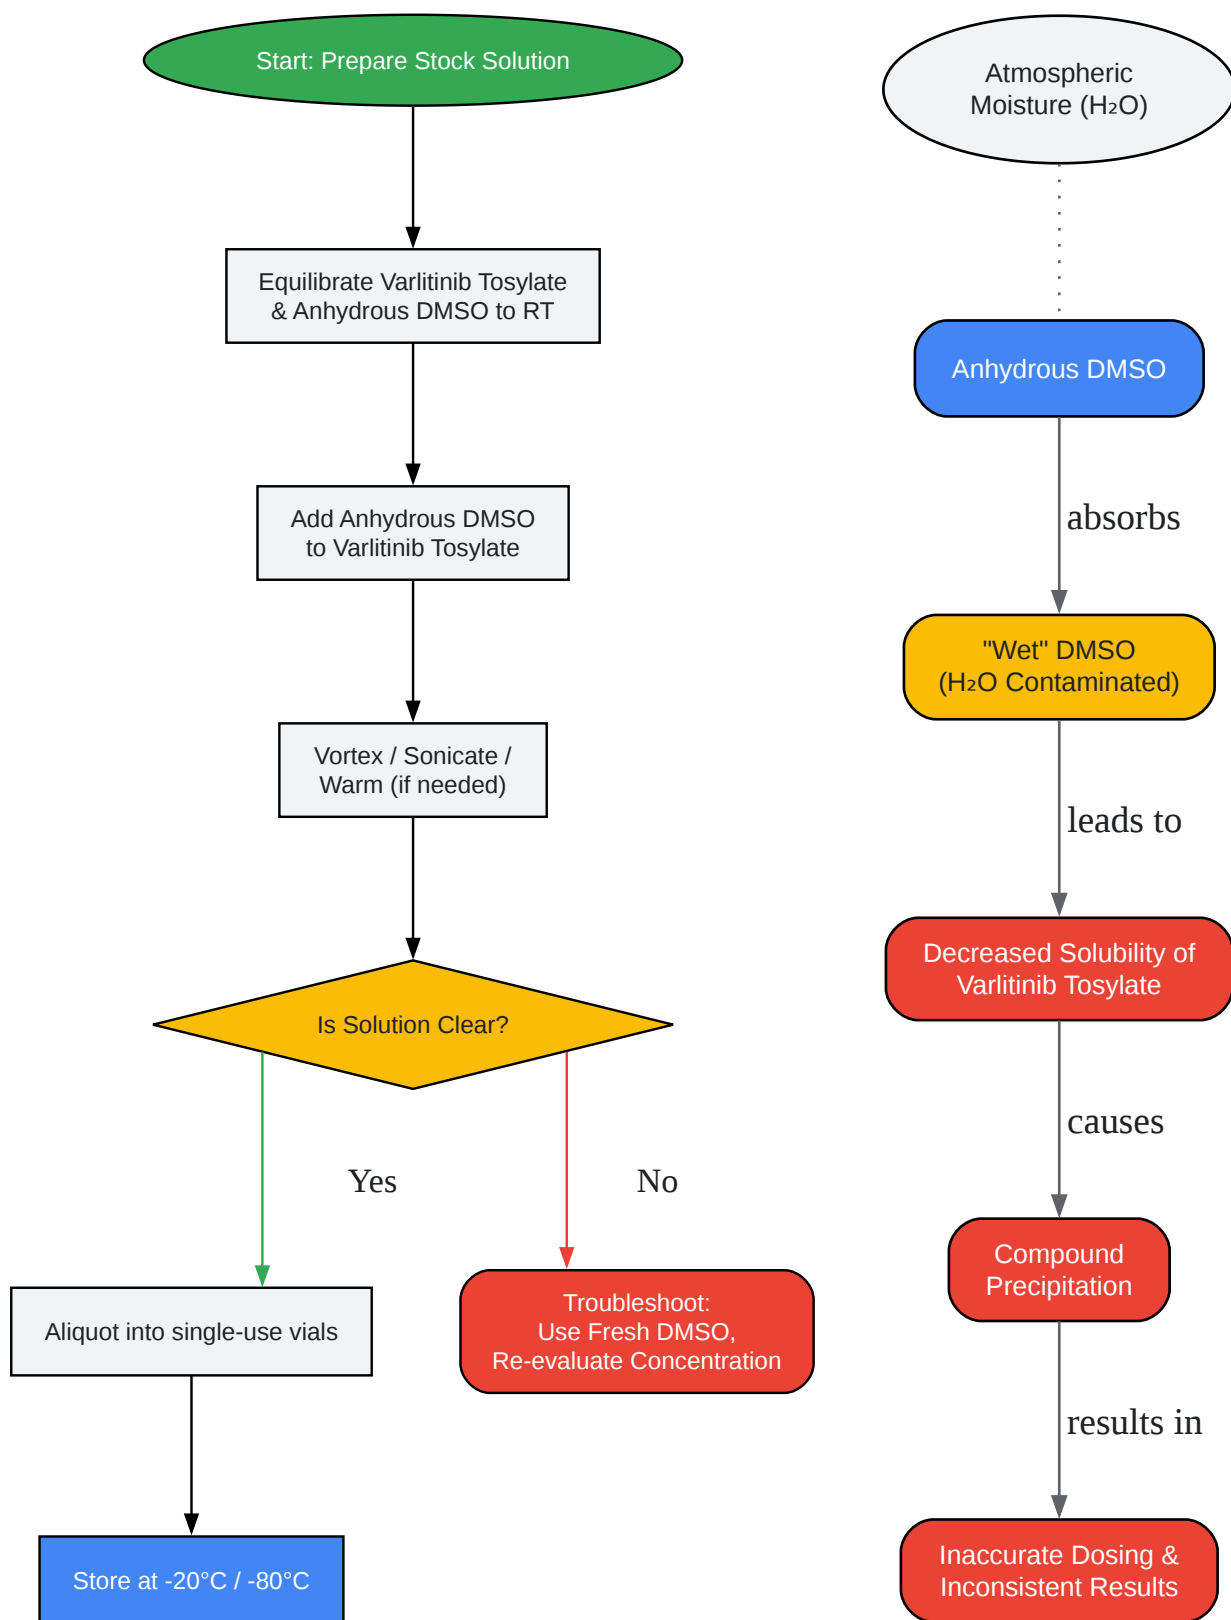 Start: Prepare Stock Solution
Equilibrate Varlitinib Tosylate
& Anhydrous DMSO to RT
Add Anhydrous DMSO
to Varlitinib Tosylate
Vortex / Sonicate /
Warm (if needed)
Is Solution Clear?
Yes
No
Aliquot into single-use vials
Troubleshoot:
Use Fresh DMSO,
Re-evaluate Concentration
Store at -20°C / -80°C
Atmospheric
Moisture (H₂O)
Anhydrous DMSO
absorbs
"Wet" DMSO
(H₂O Contaminated)
leads to
Decreased Solubility of
Varlitinib Tosylate
causes
Compound
Precipitation
results in
Inaccurate Dosing &
Inconsistent Results